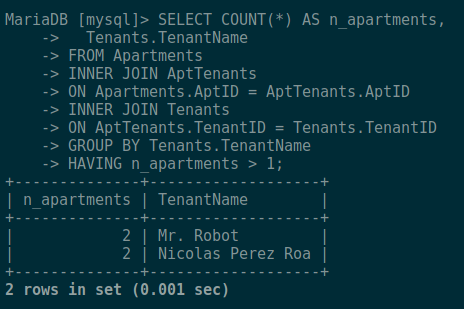 MariaDB [mysql]> SELECT COUNT(*) AS n_apartments,
    ->   Tenants.TenantName
    -> FROM Apartments
    -> INNER JOIN AptTenants
    -> ON Apartments.AptID = AptTenants.AptID
    -> INNER JOIN Tenants
    -> ON AptTenants.TenantID = Tenants.TenantID
    -> GROUP BY Tenants.TenantName
    -> HAVING n_apartments > 1;
+--------------+-------------------+
| n_apartments | TenantName        |
+--------------+-------------------+
|            2 | Mr. Robot         |
|            2 | Nicolas Perez Roa |
+--------------+-------------------+
2 rows in set (0.001 sec)